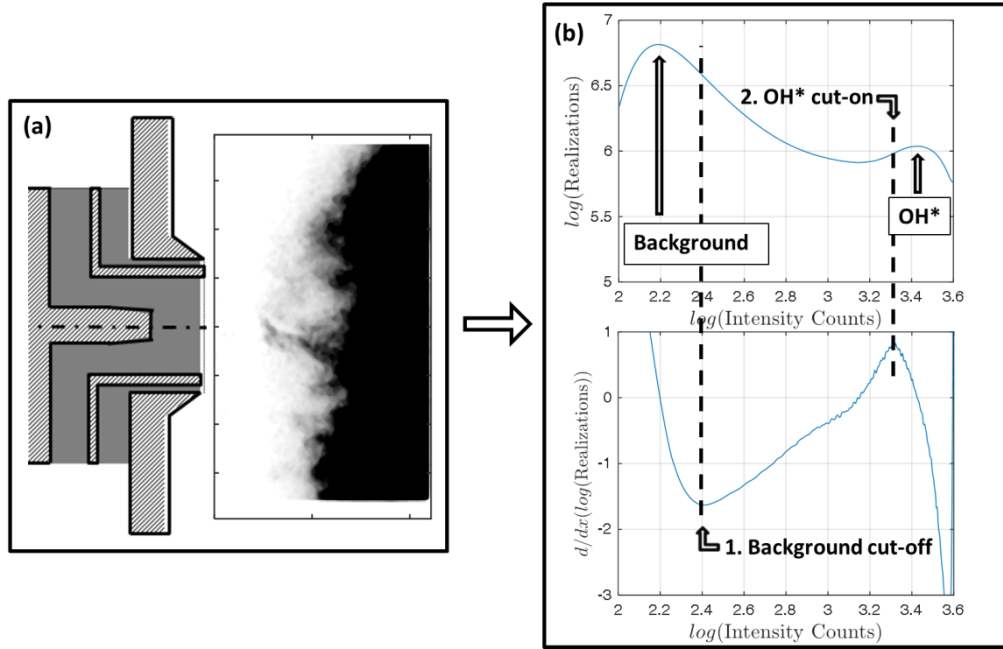 (a)
(b)
7
6.5
6
5.5
5
log(Realizations)
2. OH* cut-on
Background
OH*
2 2.2 2.4 2.6 2.8 3 3.2 3.4 3.6
log(Intensity Counts)
1
0
-1
-2
-3
d/dx(log(Realizations))
1. Background cut-off
2 2.2 2.4 2.6 2.8 3 3.2 3.4 3.6
log(Intensity Counts)